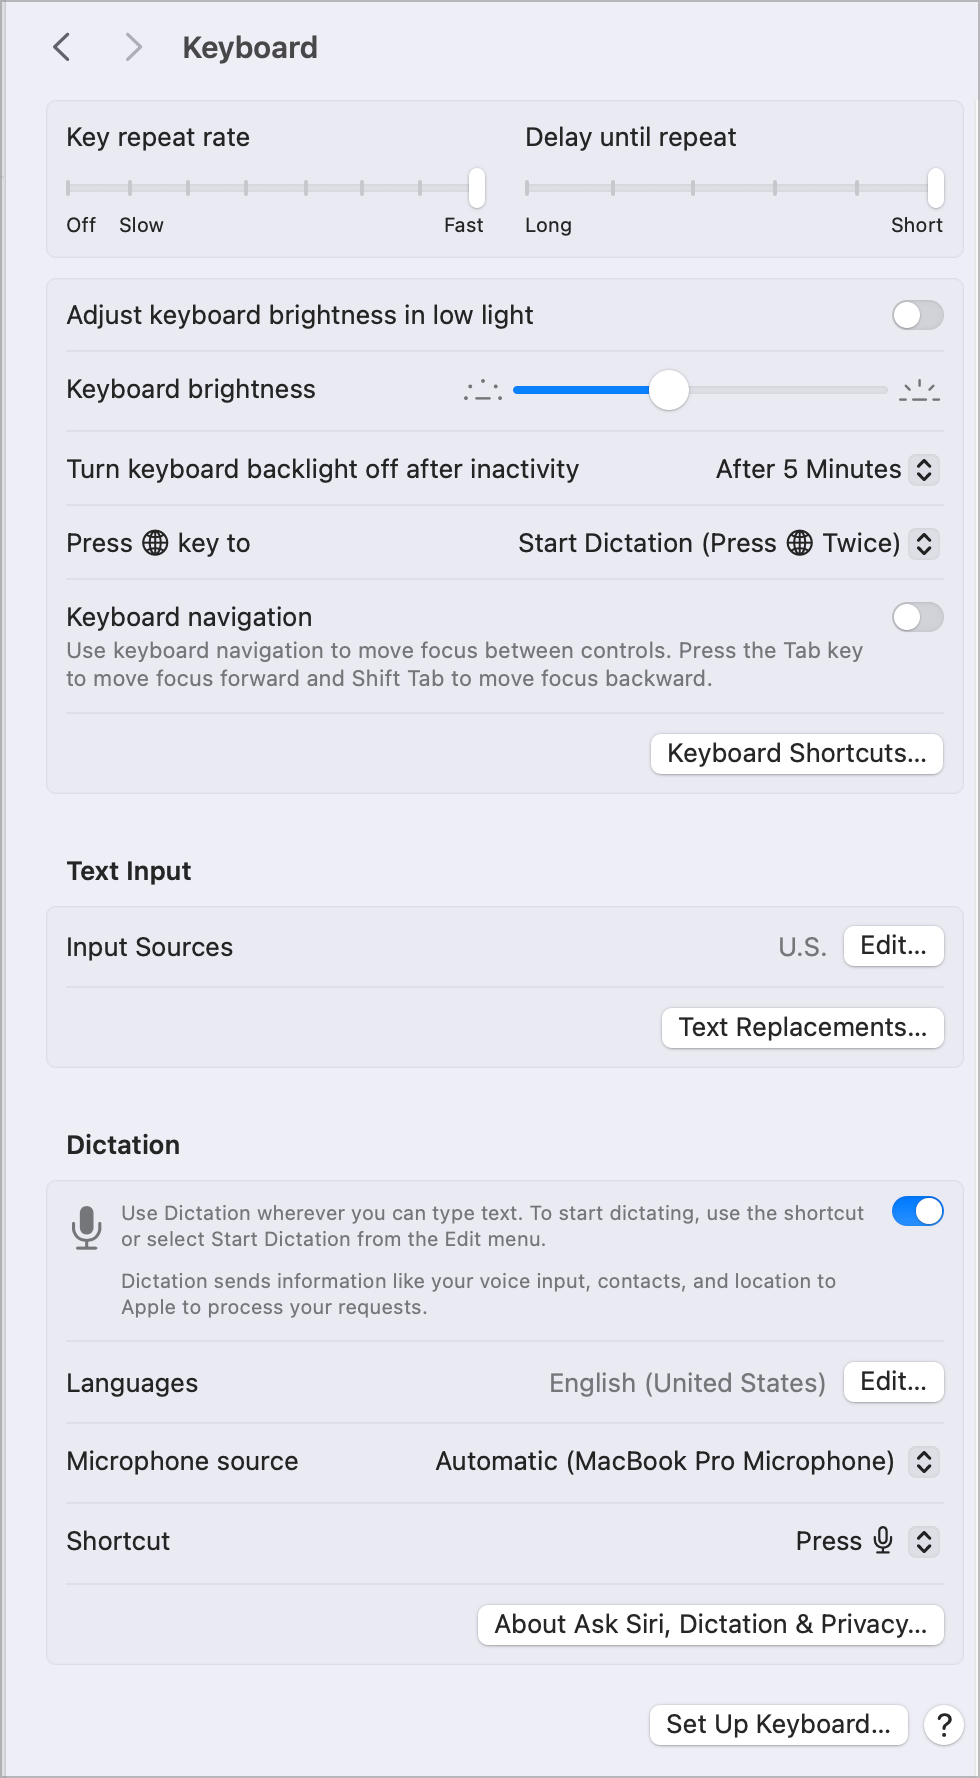 Keyboard
Key repeat rate
Delay until repeat
Off Slow Fast
Long Short
Adjust keyboard brightness in low light
Keyboard brightness
Turn keyboard backlight off after inactivity After 5 Minutes
Press key to Start Dictation (Press Twice)
Keyboard navigation
Use keyboard navigation to move focus between controls. Press the Tab key
to move focus forward and Shift Tab to move focus backward.
Keyboard Shortcuts...
Text Input
Input Sources U.S. Edit...
Text Replacements...
Dictation
Use Dictation wherever you can type text. To start dictating, use the shortcut
or select Start Dictation from the Edit menu.
Dictation sends information like your voice input, contacts, and location to
Apple to process your requests.
Languages English (United States) Edit...
Microphone source Automatic (MacBook Pro Microphone)
Shortcut Press
About Ask Siri, Dictation & Privacy...
Set Up Keyboard... ?